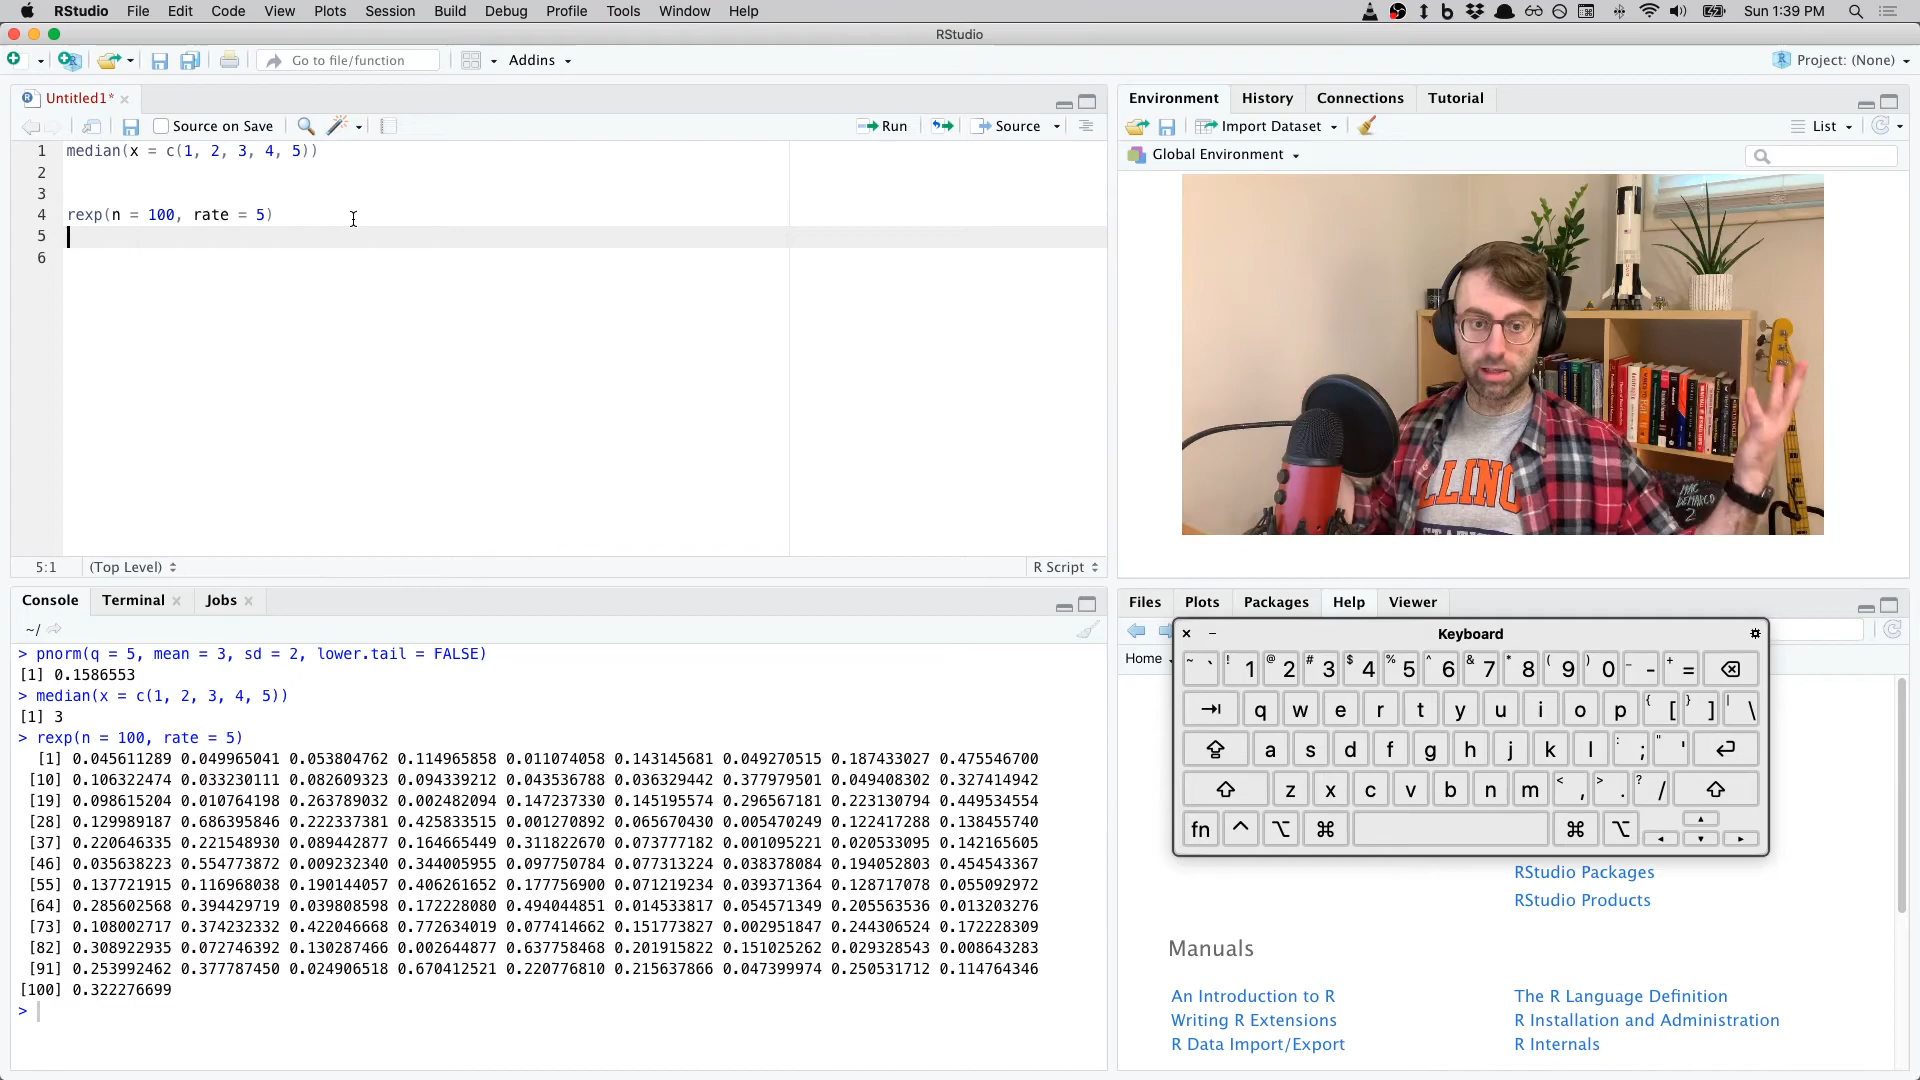 RStudio File Edit Code View Plots Session Build Debug Profile Tools Window Help
Sun 1:39 PM
RStudio
Go to file/function
Addins
Project: (None)
Untitled1*
Source on Save
Run
Source
1 median(x = c(1, 2, 3, 4, 5))
2
3
4 rexp(n = 100, rate = 5)
5
6
5:1 (Top Level)
R Script
Environment History Connections Tutorial
Import Dataset
List
Global Environment
ILLINO
MAC
DEMARCO
2
Console Terminal Jobs
~/
> pnorm(q = 5, mean = 3, sd = 2, lower.tail = FALSE)
[1] 0.1586553
> median(x = c(1, 2, 3, 4, 5))
[1] 3
> rexp(n = 100, rate = 5)
[1] 0.045611289 0.049965041 0.053804762 0.114965858 0.011074058 0.143145681 0.049270515 0.187433027 0.475546700
[10] 0.106322474 0.033230111 0.082609323 0.094339212 0.043536788 0.036329442 0.377979501 0.049408302 0.327414942
[19] 0.098615204 0.010764198 0.263789032 0.002482094 0.147237330 0.145195574 0.296567181 0.223130794 0.449534554
[28] 0.129989187 0.686395846 0.222337381 0.425833515 0.001270892 0.065670430 0.005470249 0.122417288 0.138455740
[37] 0.220646335 0.221548930 0.089442877 0.164665449 0.311822670 0.073777182 0.001095221 0.020533095 0.142165605
[46] 0.035638223 0.554773872 0.009232340 0.344005955 0.097750784 0.077313224 0.038378084 0.194052803 0.454543367
[55] 0.137721915 0.116968038 0.190144057 0.406261652 0.177756900 0.071219234 0.039371364 0.128717078 0.055092972
[64] 0.285602568 0.394429719 0.039808598 0.172228080 0.494044851 0.014533817 0.054571349 0.205563536 0.013203276
[73] 0.108002717 0.374232332 0.422046668 0.772634019 0.077414662 0.151773827 0.002951847 0.244306524 0.172228309
[82] 0.308922935 0.072746392 0.130287466 0.002644877 0.637758468 0.201915822 0.151025262 0.029328543 0.008643283
[91] 0.253992462 0.377787450 0.024906518 0.670412521 0.220776810 0.215637866 0.047399974 0.250531712 0.114764346
[100] 0.322276699
>
Files Plots Packages Help Viewer
Home
Keyboard
~ ` ! 1 @ 2 # 3 $ 4 % 5 ^ 6 & 7 * 8 ( 9 ) 0 _ - + =
q w e r t y u i o p { [ } ] | \
a s d f g h j k l : ; " '
z x c v b n m < , > . ? /
fn
RStudio Packages
RStudio Products
Manuals
An Introduction to R
The R Language Definition
Writing R Extensions
R Installation and Administration
R Data Import/Export
R Internals